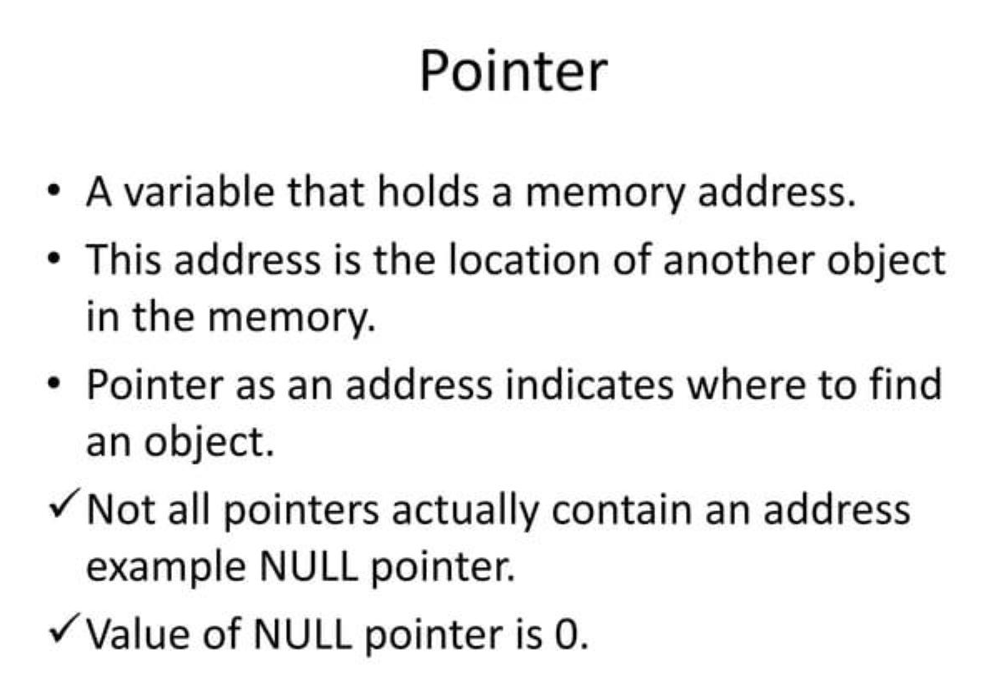 Pointer
• A variable that holds a memory address.
• This address is the location of another object
in the memory.
• Pointer as an address indicates where to find
an object.
✓Not all pointers actually contain an address
example NULL pointer.
✓Value of NULL pointer is 0.